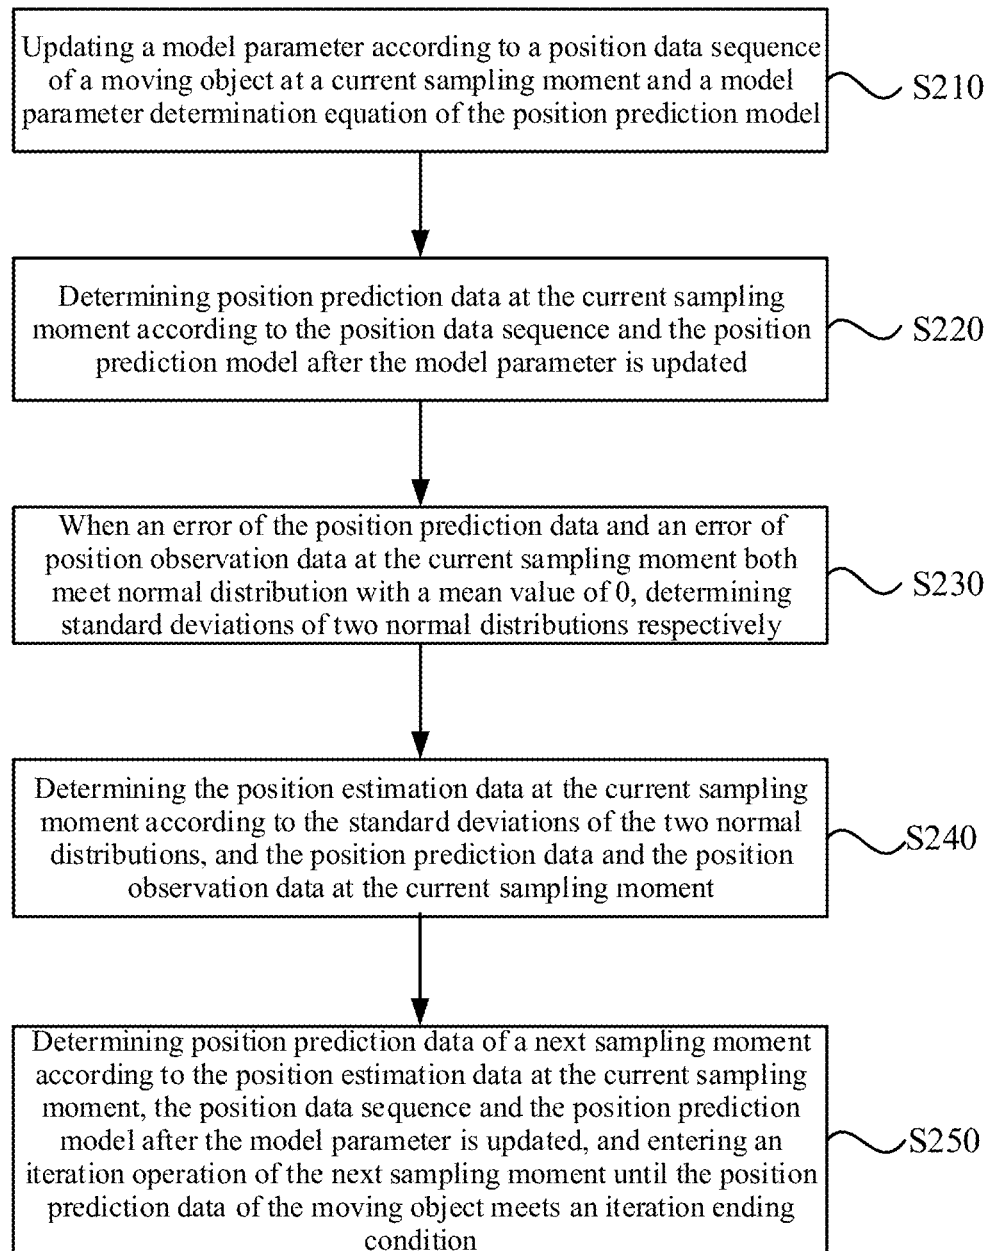 Updating a model parameter according to a position data sequence
of a moving object at a current sampling moment and a model
parameter determination equation of the position prediction model
S210
Determining position prediction data at the current sampling
moment according to the position data sequence and the position
prediction model after the model parameter is updated
S220
When an error of the position prediction data and an error of
position observation data at the current sampling moment both
meet normal distribution with a mean value of 0, determining
standard deviations of two normal distributions respectively
S230
Determining the position estimation data at the current sampling
moment according to the standard deviations of the two normal
distributions, and the position prediction data and the position
observation data at the current sampling moment
S240
Determining position prediction data of a next sampling moment
according to the position estimation data at the current sampling
moment, the position data sequence and the position prediction
model after the model parameter is updated, and entering an
iteration operation of the next sampling moment until the position
prediction data of the moving object meets an iteration ending
condition
S250